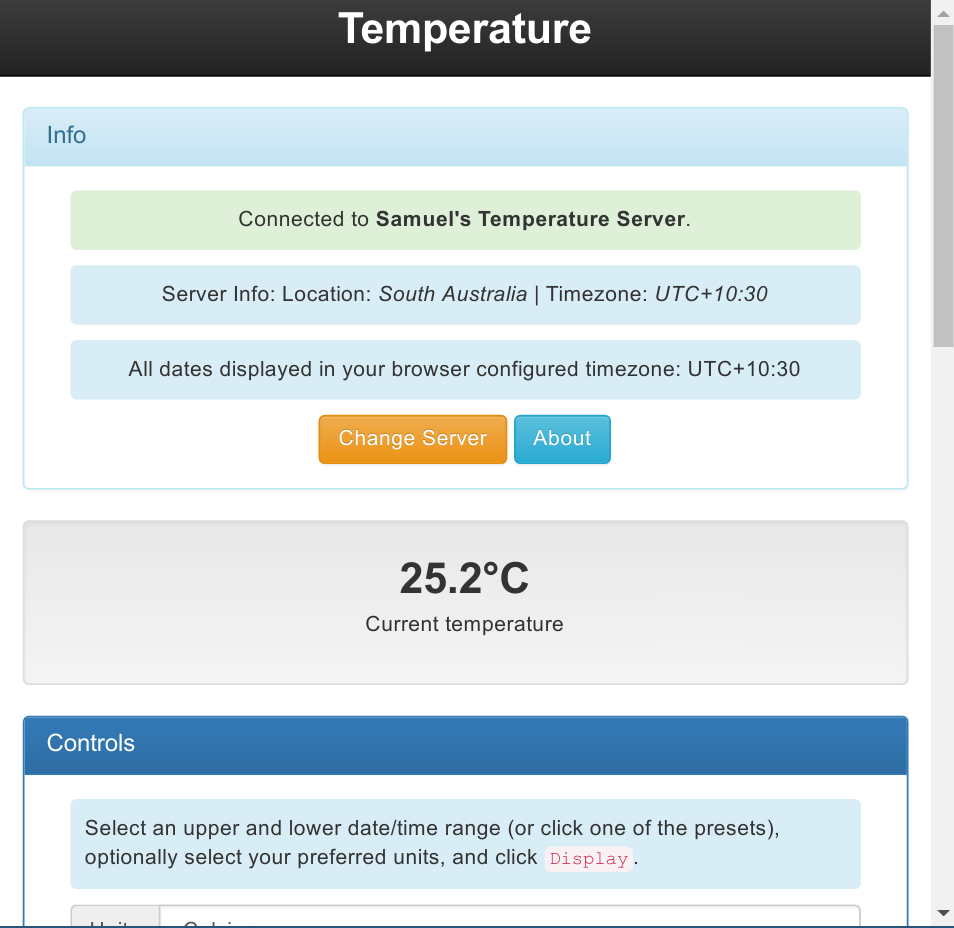 Temperature
Info
Connected to Samuel's Temperature Server.
Server Info: Location: South Australia | Timezone: UTC+10:30
All dates displayed in your browser configured timezone: UTC+10:30
Change Server About
25.2°C
Current temperature
Controls
Select an upper and lower date/time range (or click one of the presets),
optionally select your preferred units, and click Display.